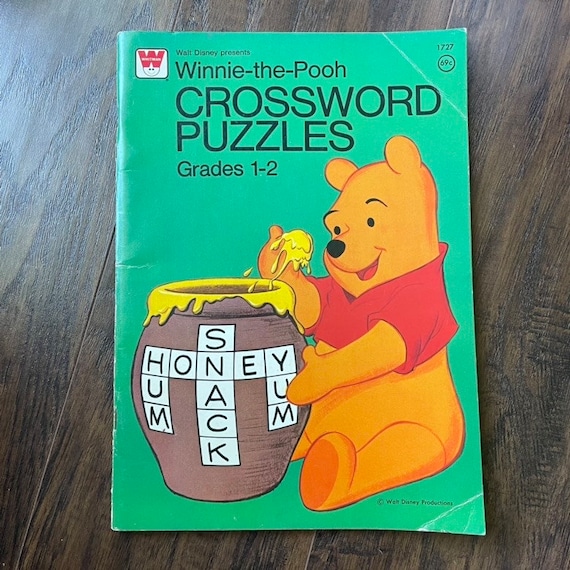 Whitman
Walt Disney presents
1727
69¢
Winnie-the-Pooh
CROSSWORD
PUZZLES
Grades 1-2
HONEY
HUM
SNACK
YUM
© Walt Disney Productions